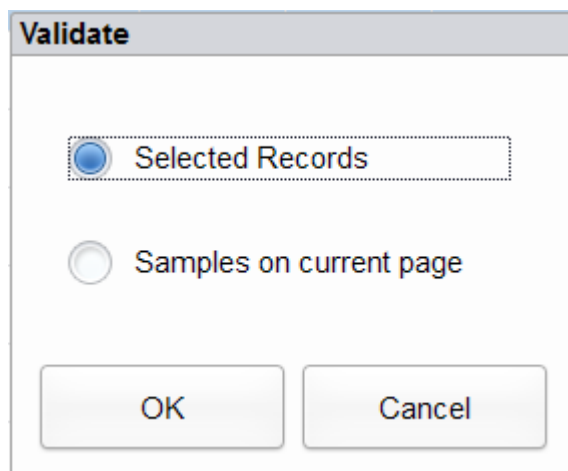 Validate
Selected Records
Samples on current page
OK
Cancel